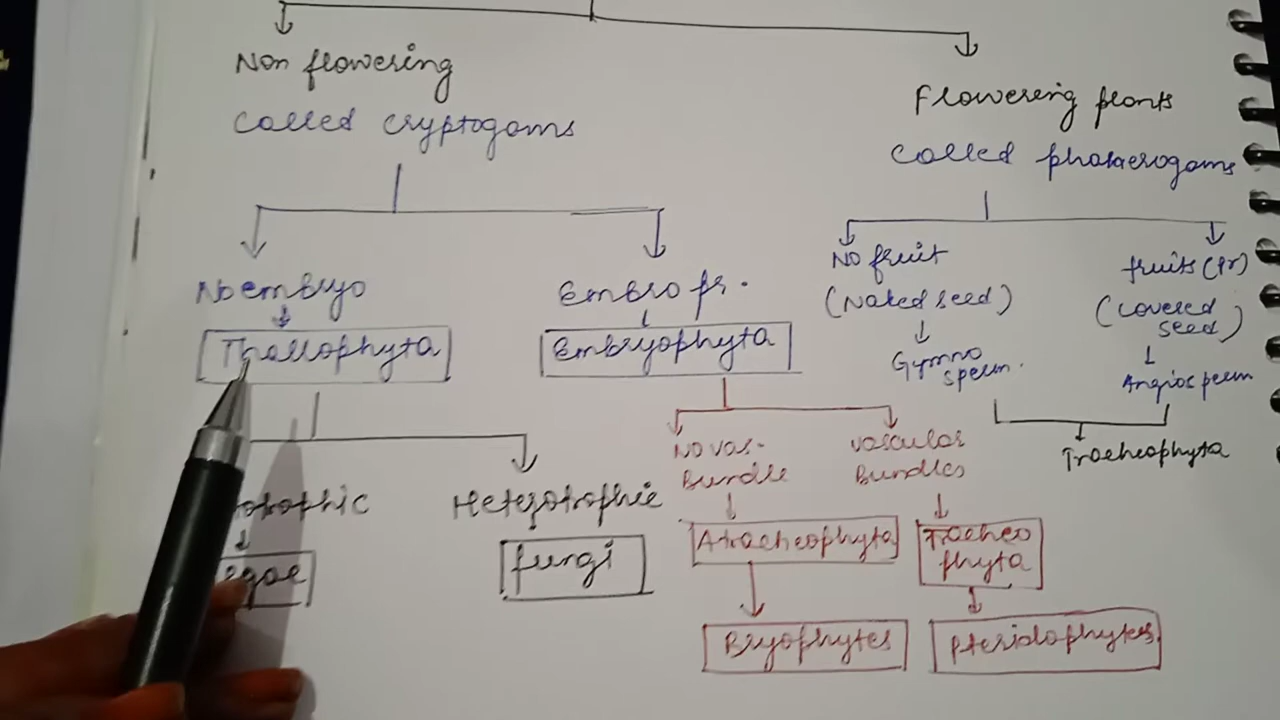 Non flowering
called cryptogams
Flowering plants
called phanerogams
No embryo
Thallophyta
Embro pr.
Embryophyta
No fruit
(Naked seed)
Gymno
sperm.
fruits (Pr)
(covered
seed)
Angiosperm
Tracheophyta
Heterotrophic
fungi
No vas-
Bundle
Atracheophyta
Bryophytes
vascular
Bundles
Tracheo
phyta
Pteridophytes